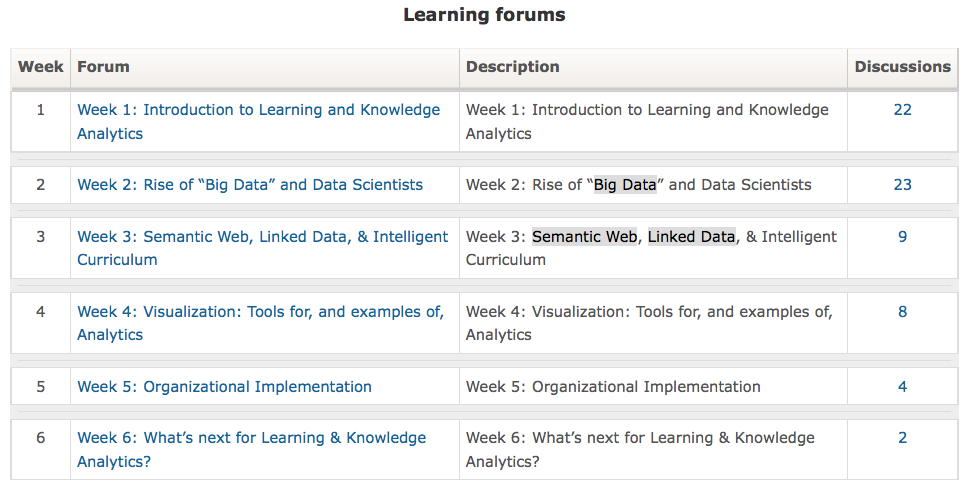 Learning forums
Week Forum Description Discussions
1 Week 1: Introduction to Learning and Knowledge Week 1: Introduction to Learning and Knowledge 22
Analytics Analytics
2 Week 2: Rise of “Big Data” and Data Scientists Week 2: Rise of “Big Data” and Data Scientists 23
3 Week 3: Semantic Web, Linked Data, & Intelligent Week 3: Semantic Web, Linked Data, & Intelligent 9
Curriculum Curriculum
4 Week 4: Visualization: Tools for, and examples of, Week 4: Visualization: Tools for, and examples of, 8
Analytics Analytics
5 Week 5: Organizational Implementation Week 5: Organizational Implementation 4
6 Week 6: What’s next for Learning & Knowledge Week 6: What’s next for Learning & Knowledge 2
Analytics? Analytics?